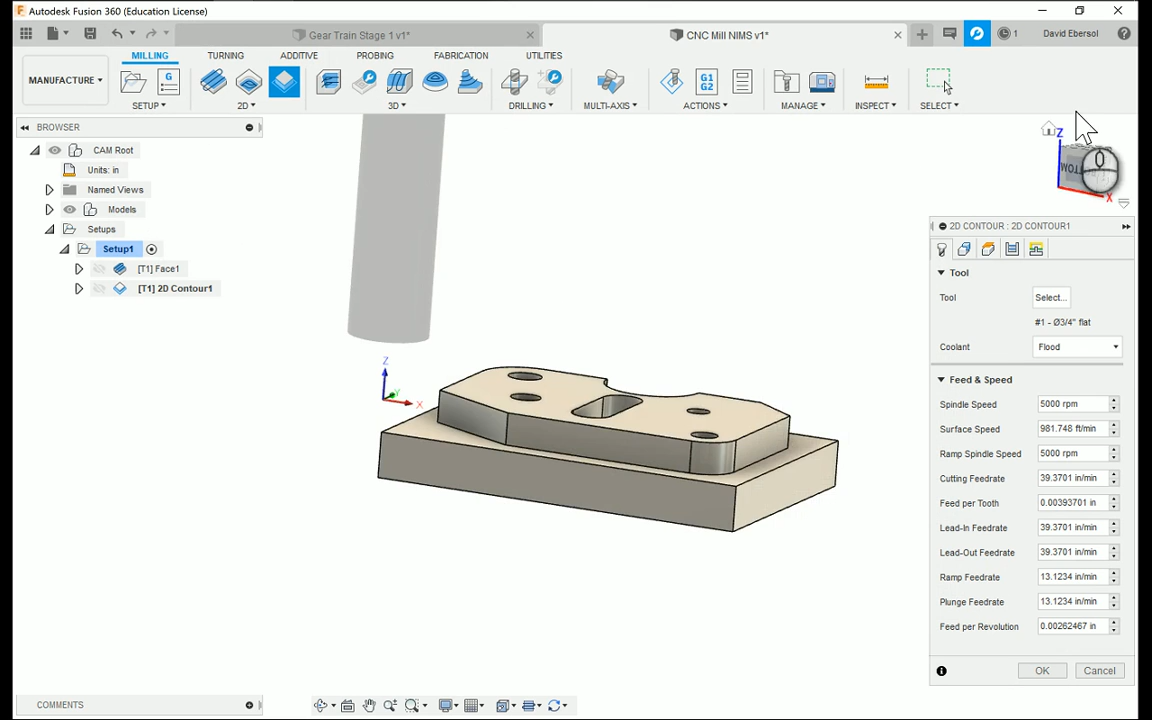 Autodesk Fusion 360 (Education License)
Gear Train Stage 1 v1*
CNC Mill NIMS v1*
1
David Ebersol
MANUFACTURE
MILLING
TURNING
ADDITIVE
PROBING
FABRICATION
UTILITIES
G
G1
G2
SETUP
2D
3D
DRILLING
MULTI-AXIS
ACTIONS
MANAGE
INSPECT
SELECT
BROWSER
CAM Root
Units: in
Named Views
Models
Setups
Setup1
[T1] Face1
[T1] 2D Contour1
Z
X
Z
Y
X
2D CONTOUR : 2D CONTOUR1
Tool
Tool
Select...
#1 - Ø3/4" flat
Coolant
Flood
Feed & Speed
Spindle Speed 5000 rpm
Surface Speed 981.748 ft/min
Ramp Spindle Speed 5000 rpm
Cutting Feedrate 39.3701 in/min
Feed per Tooth 0.00393701 in
Lead-In Feedrate 39.3701 in/min
Lead-Out Feedrate 39.3701 in/min
Ramp Feedrate 13.1234 in/min
Plunge Feedrate 13.1234 in/min
Feed per Revolution 0.00262467 in
OK
Cancel
COMMENTS